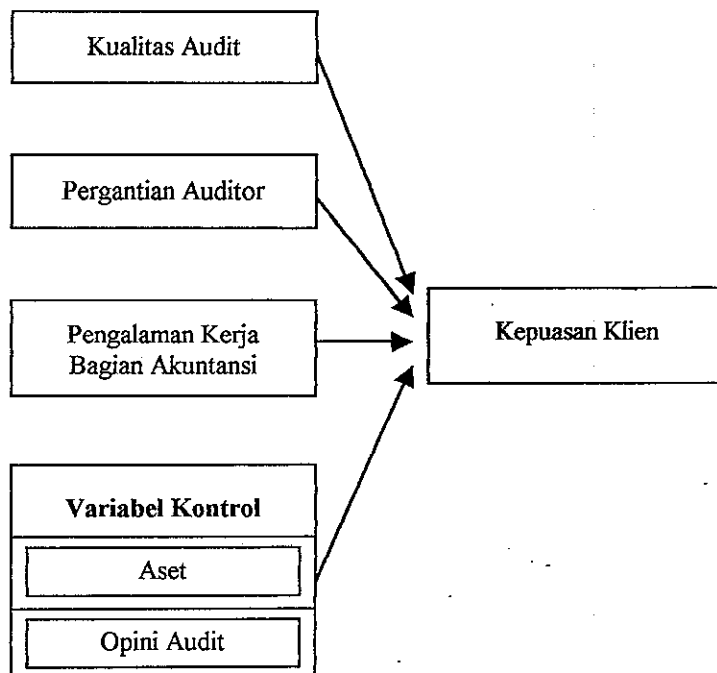 Kualitas Audit
Pergantian Auditor
Pengalaman Kerja
Bagian Akuntansi
Kepuasan Klien
Variabel Kontrol
Aset
Opini Audit